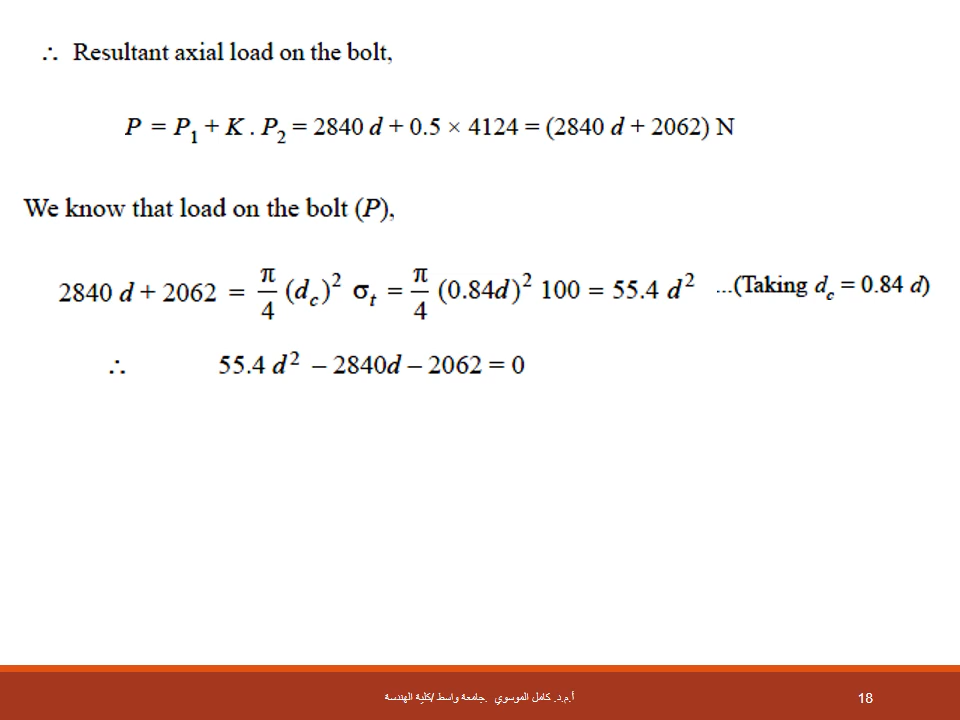 ∴ Resultant axial load on the bolt,
P = P₁ + K . P₂ = 2840 d + 0.5 × 4124 = (2840 d + 2062) N
We know that load on the bolt (P),
2840 d + 2062 = π/4 (d_c)² σ_t = π/4 (0.84d)² 100 = 55.4 d² ...(Taking d_c = 0.84 d)
∴ 55.4 d² – 2840d – 2062 = 0
أ.م.د. كامل الموسوي .جامعة واسط /كلية الهندسة
18